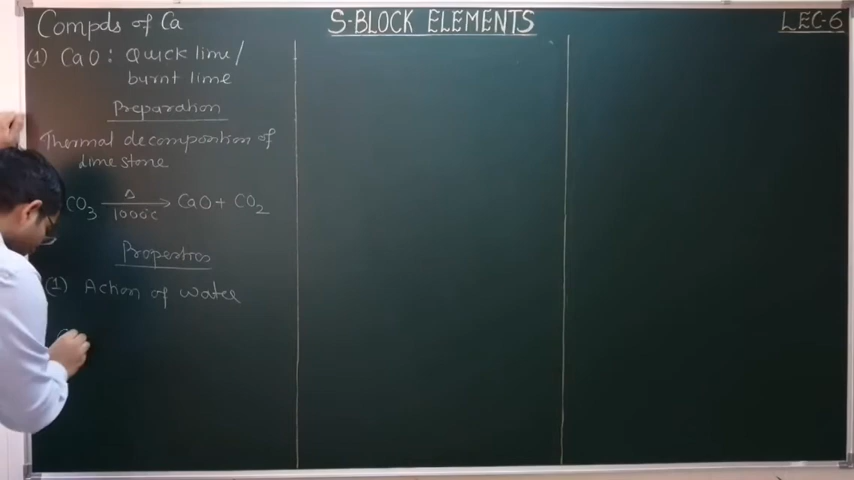 Compds of Ca
S-BLOCK ELEMENTS
LEC-6
(1) CaO : Quick lime/
burnt lime
Preparation
Thermal decomposition of
lime stone
CO3 Δ 1000°C → CaO + CO2
Properties
(1) Action of water